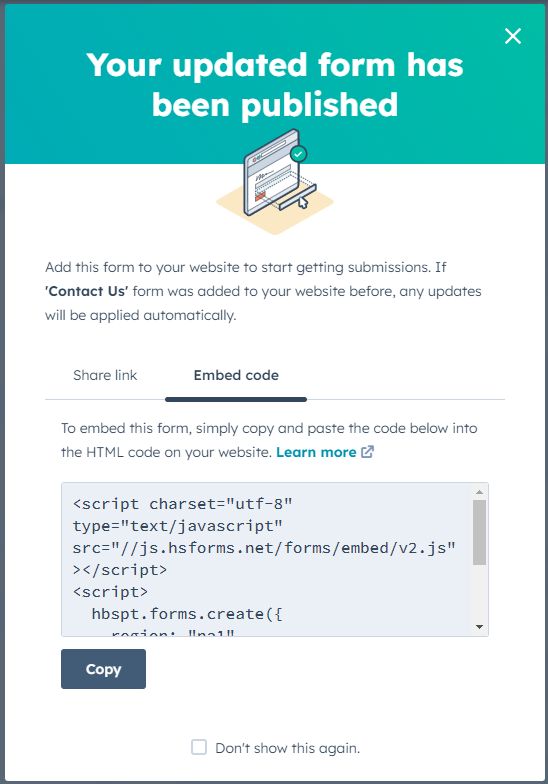 Your updated form has
been published
Add this form to your website to start getting submissions. If
'Contact Us' form was added to your website before, any updates
will be applied automatically.
Share link
Embed code
To embed this form, simply copy and paste the code below into
the HTML code on your website. Learn more
<script charset="utf-8"
type="text/javascript"
src="//js.hsforms.net/forms/embed/v2.js"
></script>
<script>
  hbspt.forms.create({
    region: "na1"
Copy
Don't show this again.